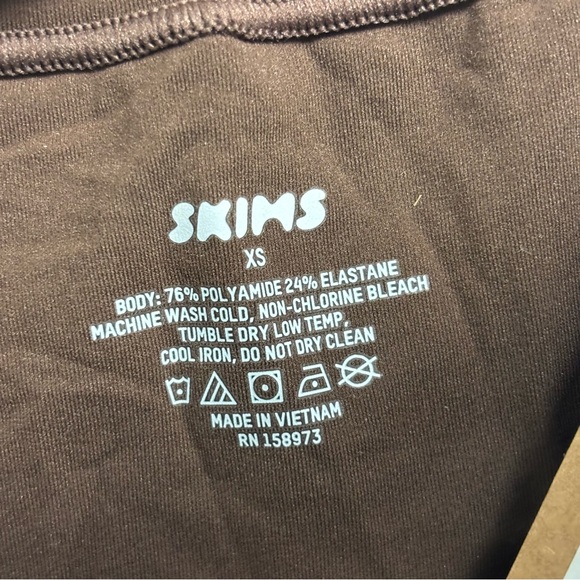 SKIMS
XS
BODY: 76% POLYAMIDE 24% ELASTANE
MACHINE WASH COLD, NON-CHLORINE BLEACH
TUMBLE DRY LOW TEMP,
COOL IRON, DO NOT DRY CLEAN
MADE IN VIETNAM
RN 158973